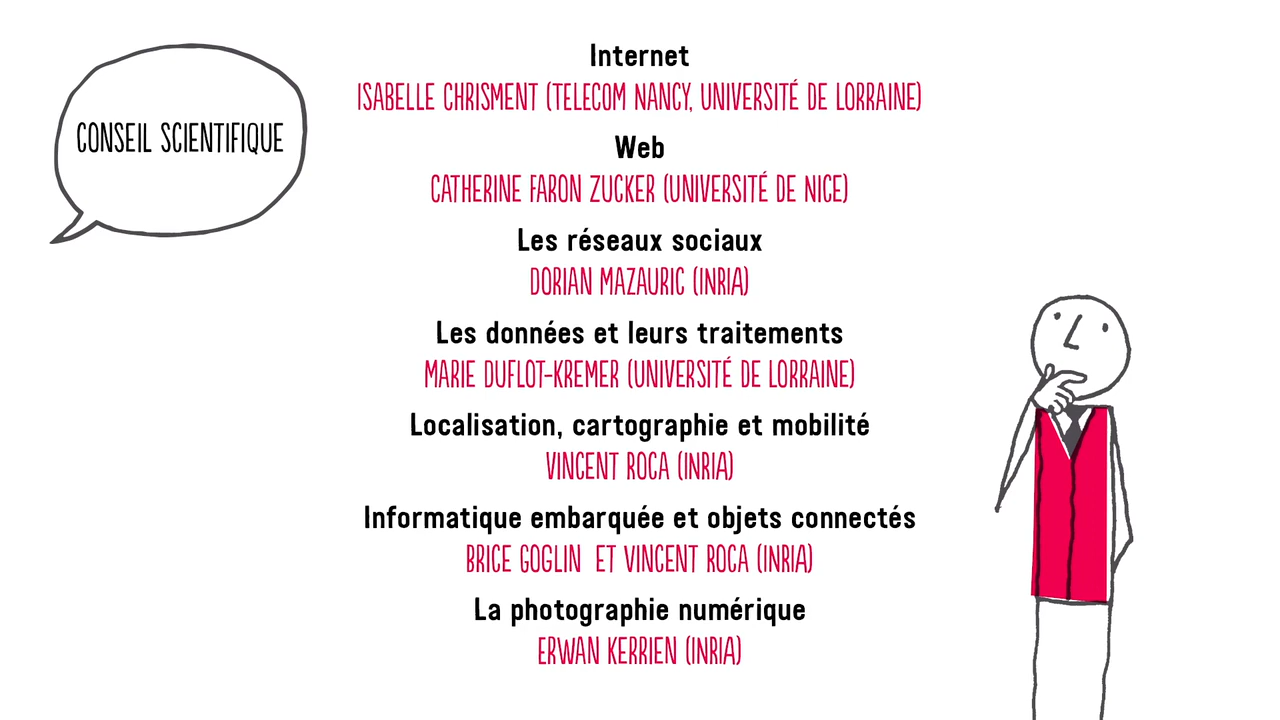 CONSEIL SCIENTIFIQUE
Internet
ISABELLE CHRISMENT (TELECOM NANCY, UNIVERSITÉ DE LORRAINE)
Web
CATHERINE FARON ZUCKER (UNIVERSITÉ DE NICE)
Les réseaux sociaux
DORIAN MAZAURIC (INRIA)
Les données et leurs traitements
MARIE DUFLOT-KREMER (UNIVERSITÉ DE LORRAINE)
Localisation, cartographie et mobilité
VINCENT ROCA (INRIA)
Informatique embarquée et objets connectés
BRICE GOGLIN ET VINCENT ROCA (INRIA)
La photographie numérique
ERWAN KERRIEN (INRIA)